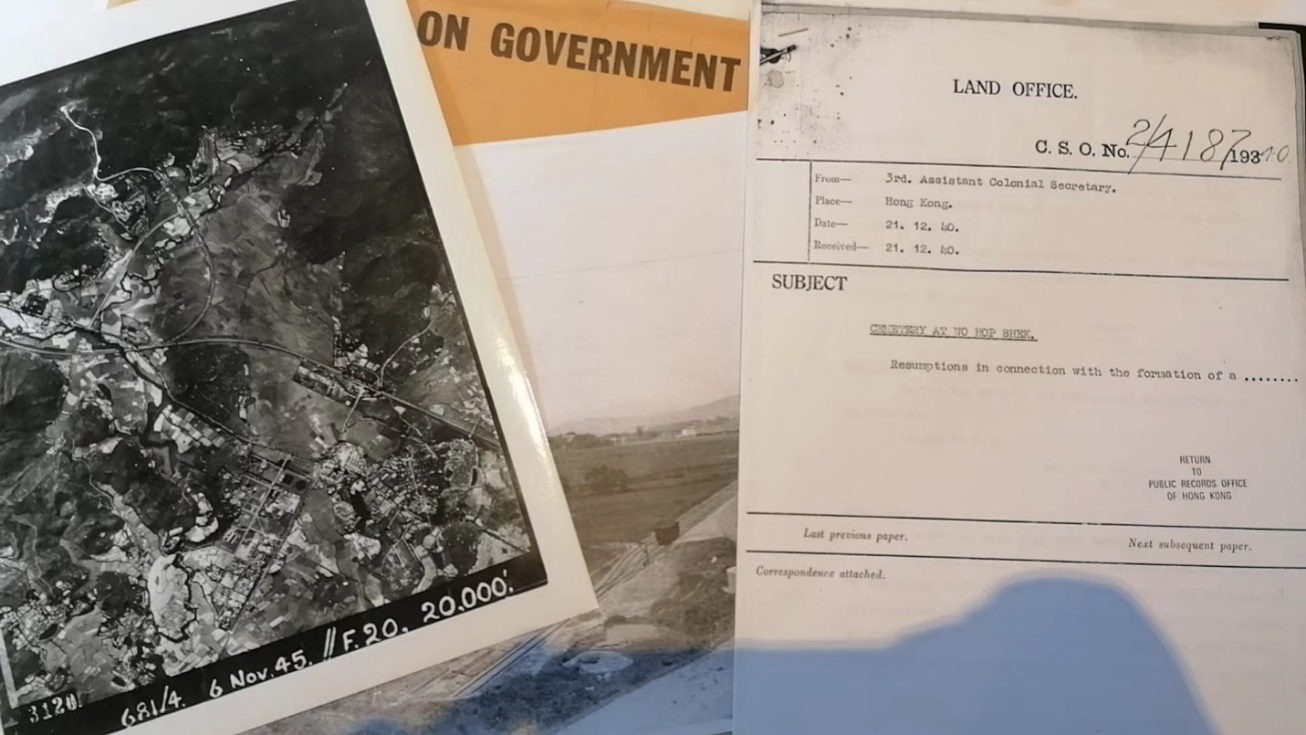 ON GOVERNMENT
3120
681/4. 6 Nov.45. //F.20. 20,000'.
LAND OFFICE.
C. S. O. No. 2/4187/1940.
From— 3rd. Assistant Colonial Secretary.
Place— Hong Kong.
Date— 21. 12. 40.
Received— 21. 12. 40.
SUBJECT
CEMETERY AT WO HOP SHEK.
Resumptions in connection with the formation of a ........
RETURN
TO
PUBLIC RECORDS OFFICE
OF HONG KONG
Last previous paper.
Next subsequent paper.
Correspondence attached.